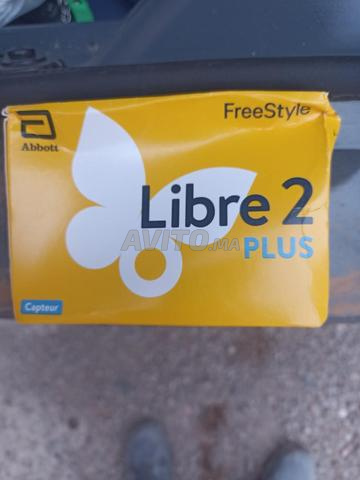 FreeStyle
Abbott
Libre 2
PLUS
AVITO.ma
Capteur